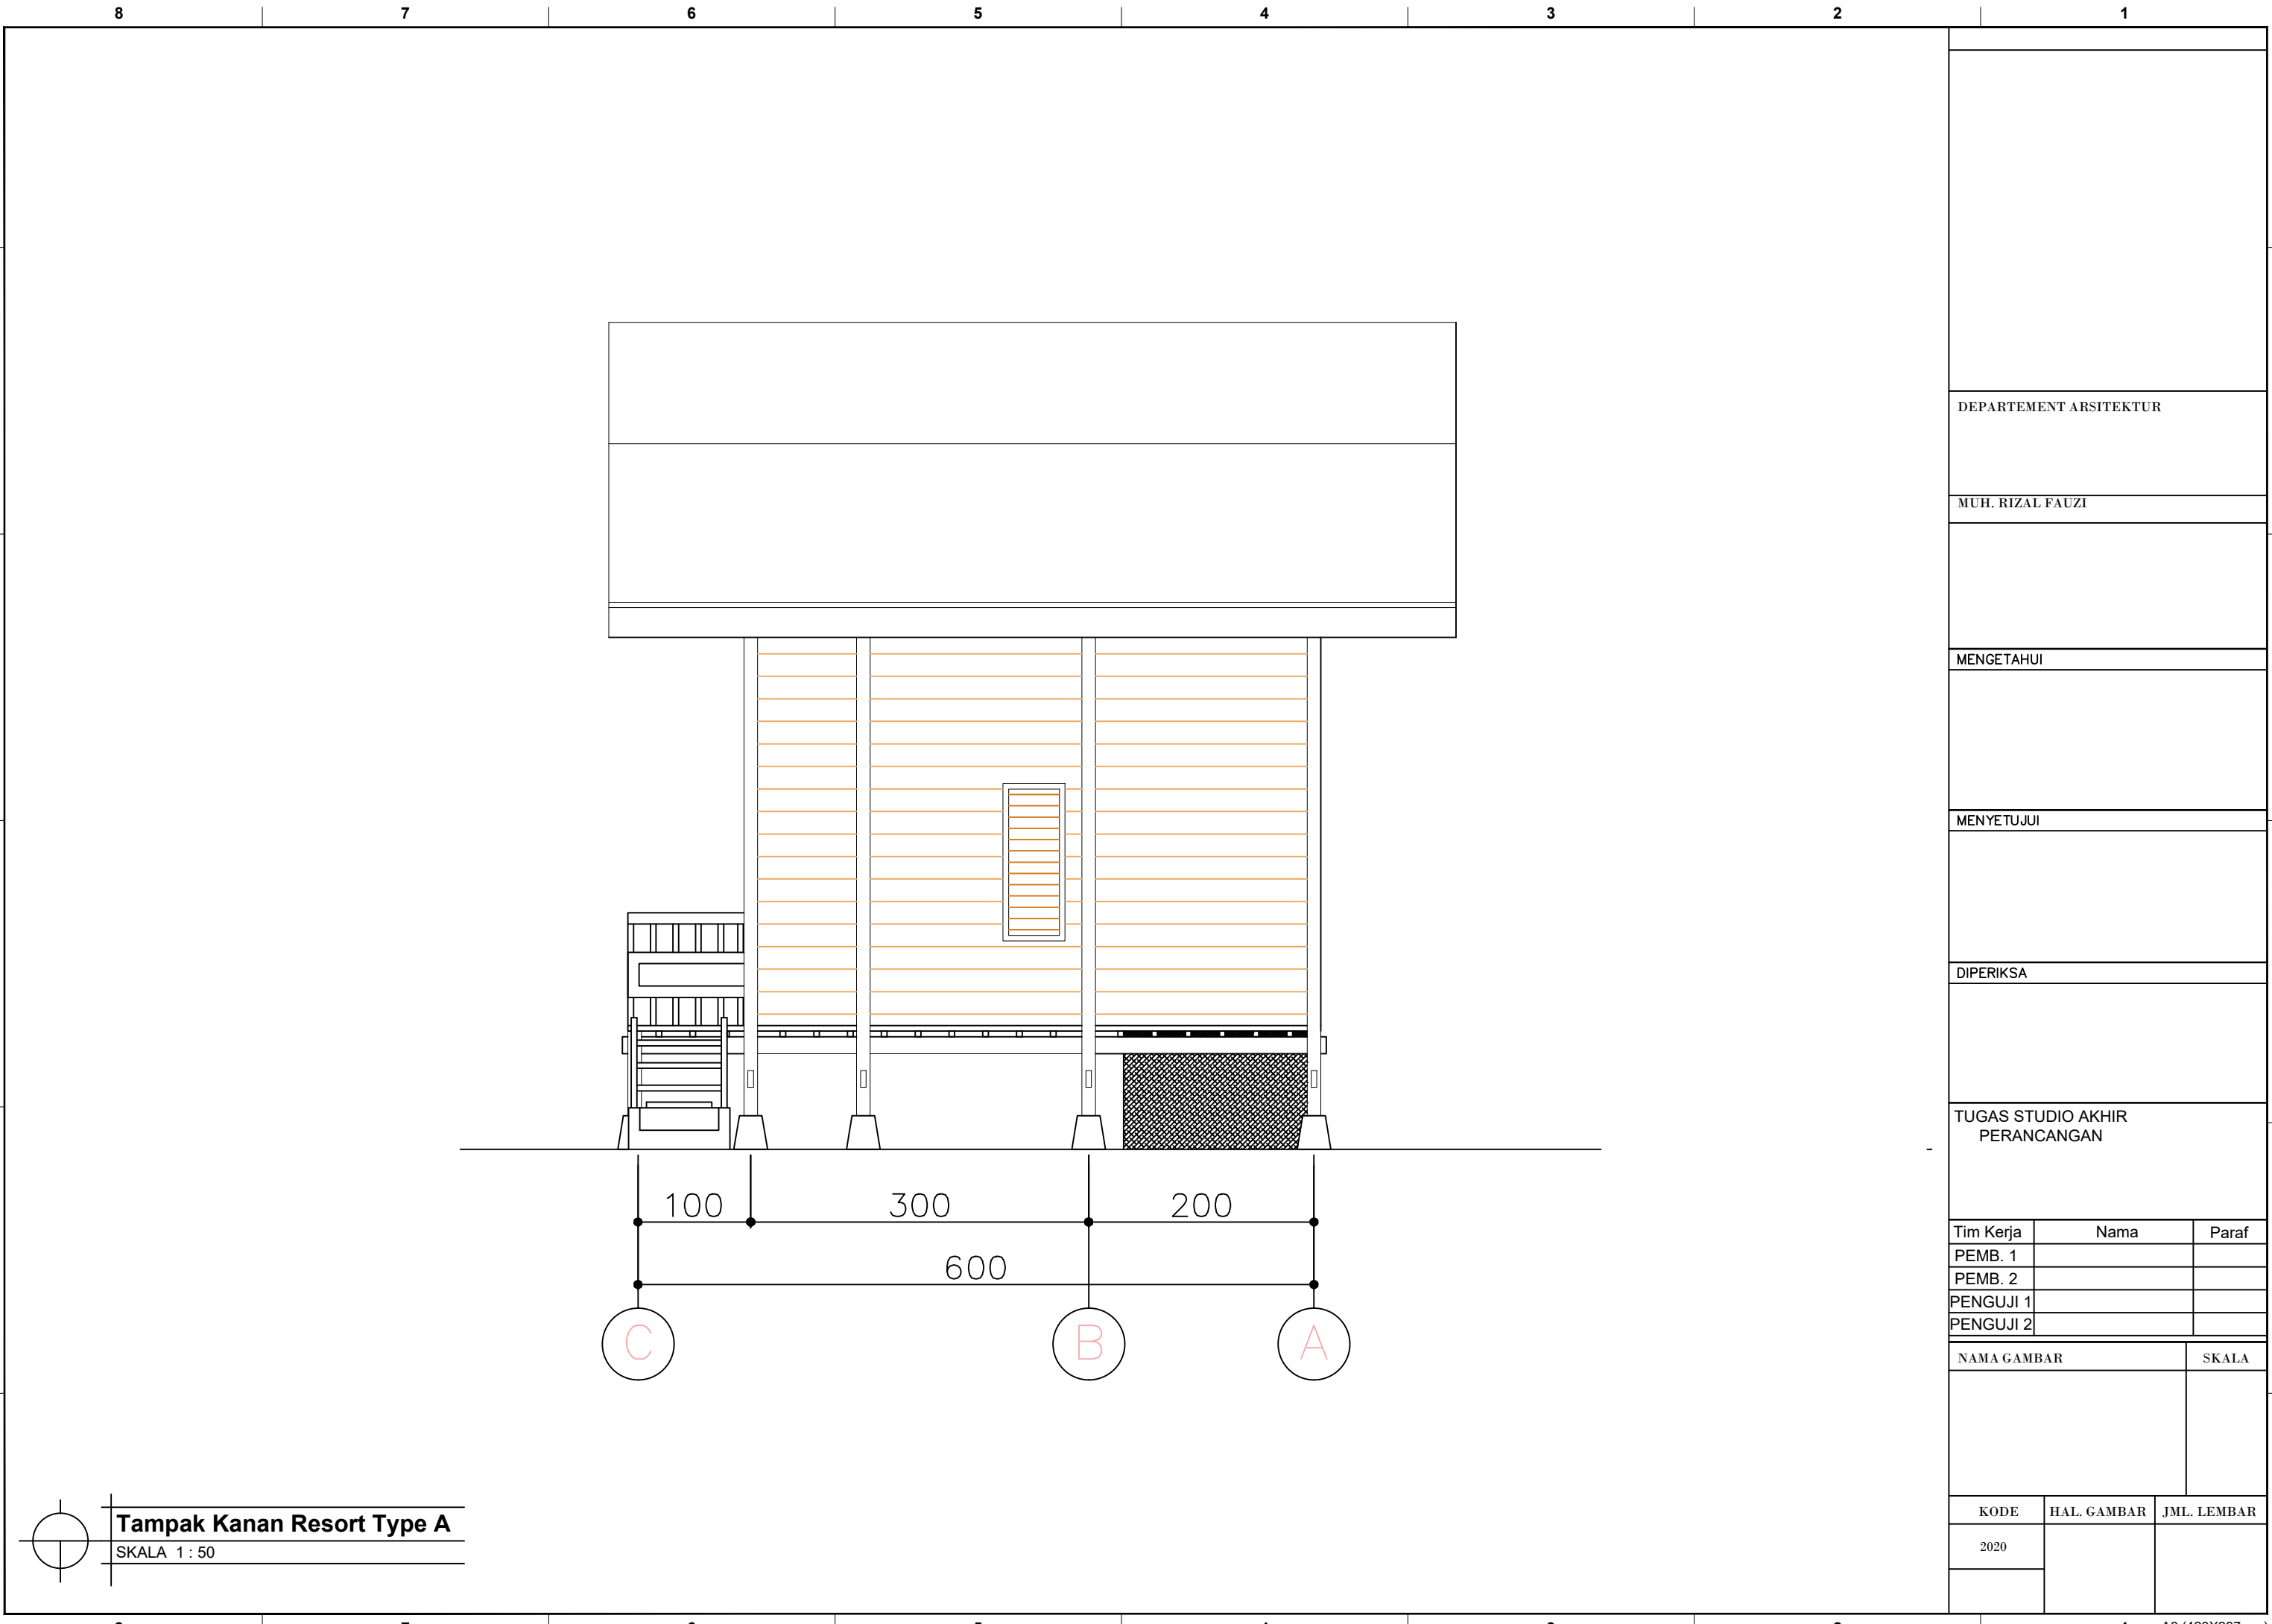 8 7 6 5 4 3 2 1
DEPARTEMENT ARSITEKTUR
MUH. RIZAL FAUZI
MENGETAHUI
MENYETUJUI
DIPERIKSA
TUGAS STUDIO AKHIR
PERANCANGAN
100 300 200
600
C B A
Tim Kerja Nama Paraf
PEMB. 1
PEMB. 2
PENGUJI 1
PENGUJI 2
NAMA GAMBAR SKALA
KODE HAL. GAMBAR JML. LEMBAR
2020
Tampak Kanan Resort Type A
SKALA 1 : 50